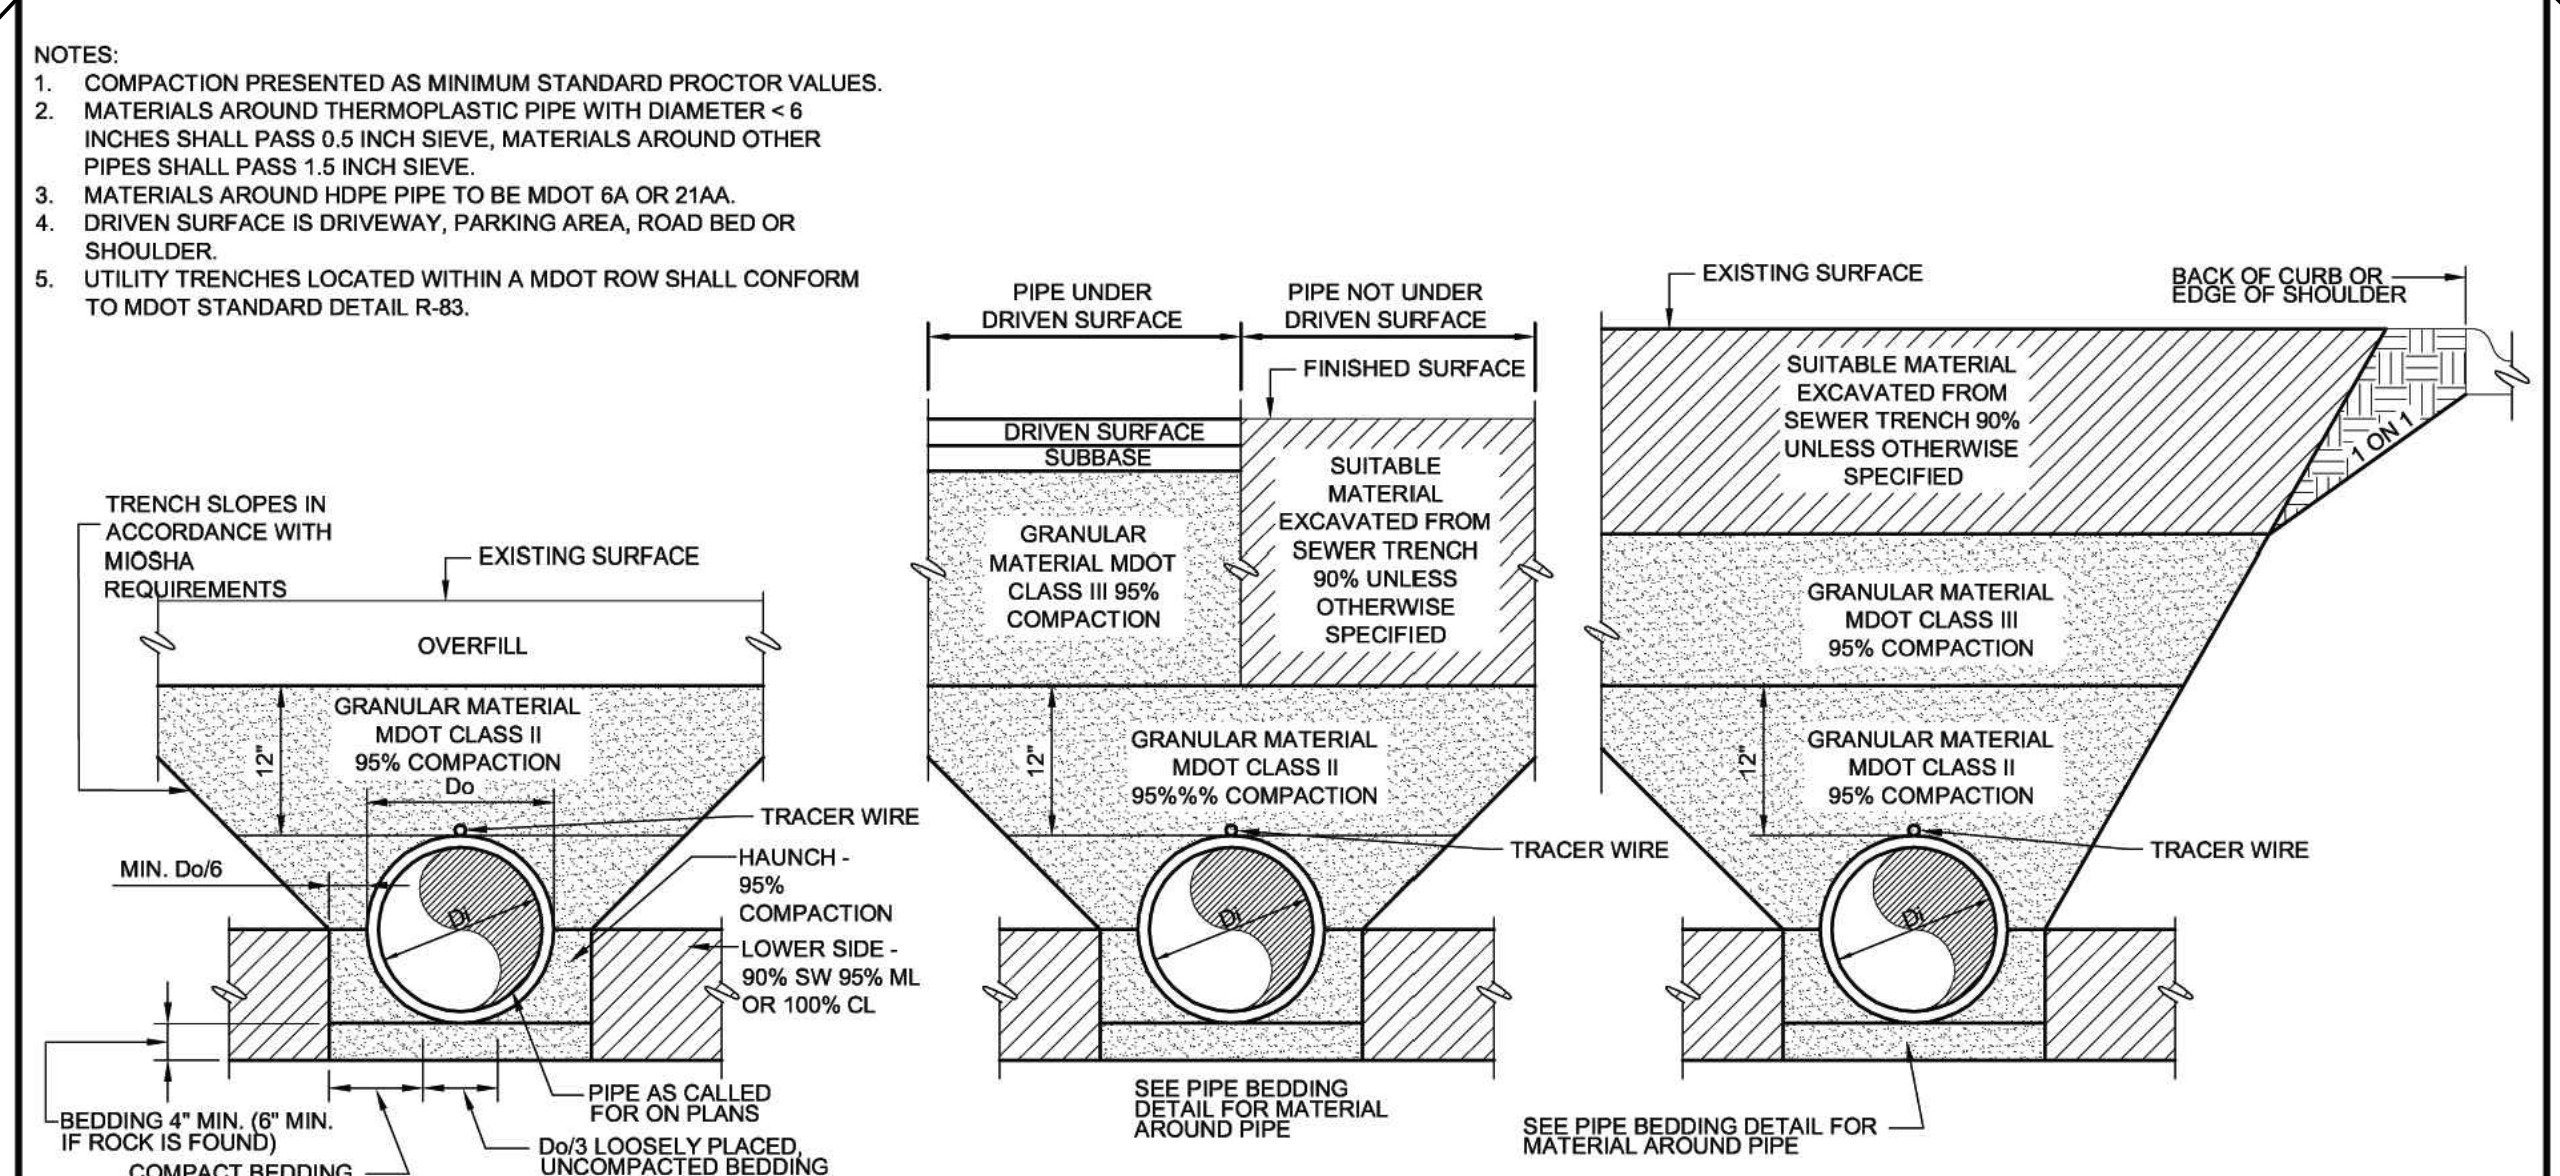 NOTES:
1. COMPACTION PRESENTED AS MINIMUM STANDARD PROCTOR VALUES.
2. MATERIALS AROUND THERMOPLASTIC PIPE WITH DIAMETER < 6
INCHES SHALL PASS 0.5 INCH SIEVE, MATERIALS AROUND OTHER
PIPES SHALL PASS 1.5 INCH SIEVE.
3. MATERIALS AROUND HDPE PIPE TO BE MDOT 6A OR 21AA.
4. DRIVEN SURFACE IS DRIVEWAY, PARKING AREA, ROAD BED OR
SHOULDER.
5. UTILITY TRENCHES LOCATED WITHIN A MDOT ROW SHALL CONFORM
TO MDOT STANDARD DETAIL R-83.
TRENCH SLOPES IN
ACCORDANCE WITH
MIOSHA
REQUIREMENTS
EXISTING SURFACE
OVERFILL
GRANULAR MATERIAL
MDOT CLASS II
95% COMPACTION
12"
Do
TRACER WIRE
MIN. Do/6
HAUNCH -
95%
COMPACTION
Di
LOWER SIDE -
90% SW 95% ML
OR 100% CL
BEDDING 4" MIN. (6" MIN.
IF ROCK IS FOUND)
PIPE AS CALLED
FOR ON PLANS
Do/3 LOOSELY PLACED,
UNCOMPACTED BEDDING
COMPACT BEDDING
PIPE UNDER
DRIVEN SURFACE
PIPE NOT UNDER
DRIVEN SURFACE
FINISHED SURFACE
DRIVEN SURFACE
SUBBASE
GRANULAR
MATERIAL MDOT
CLASS III 95%
COMPACTION
SUITABLE
MATERIAL
EXCAVATED FROM
SEWER TRENCH
90% UNLESS
OTHERWISE
SPECIFIED
12"
GRANULAR MATERIAL
MDOT CLASS II
95%%% COMPACTION
TRACER WIRE
Di
SEE PIPE BEDDING
DETAIL FOR MATERIAL
AROUND PIPE
EXISTING SURFACE
BACK OF CURB OR
EDGE OF SHOULDER
SUITABLE MATERIAL
EXCAVATED FROM
SEWER TRENCH 90%
UNLESS OTHERWISE
SPECIFIED
1 ON 1
GRANULAR MATERIAL
MDOT CLASS III
95% COMPACTION
12"
GRANULAR MATERIAL
MDOT CLASS II
95% COMPACTION
TRACER WIRE
Di
SEE PIPE BEDDING DETAIL FOR
MATERIAL AROUND PIPE